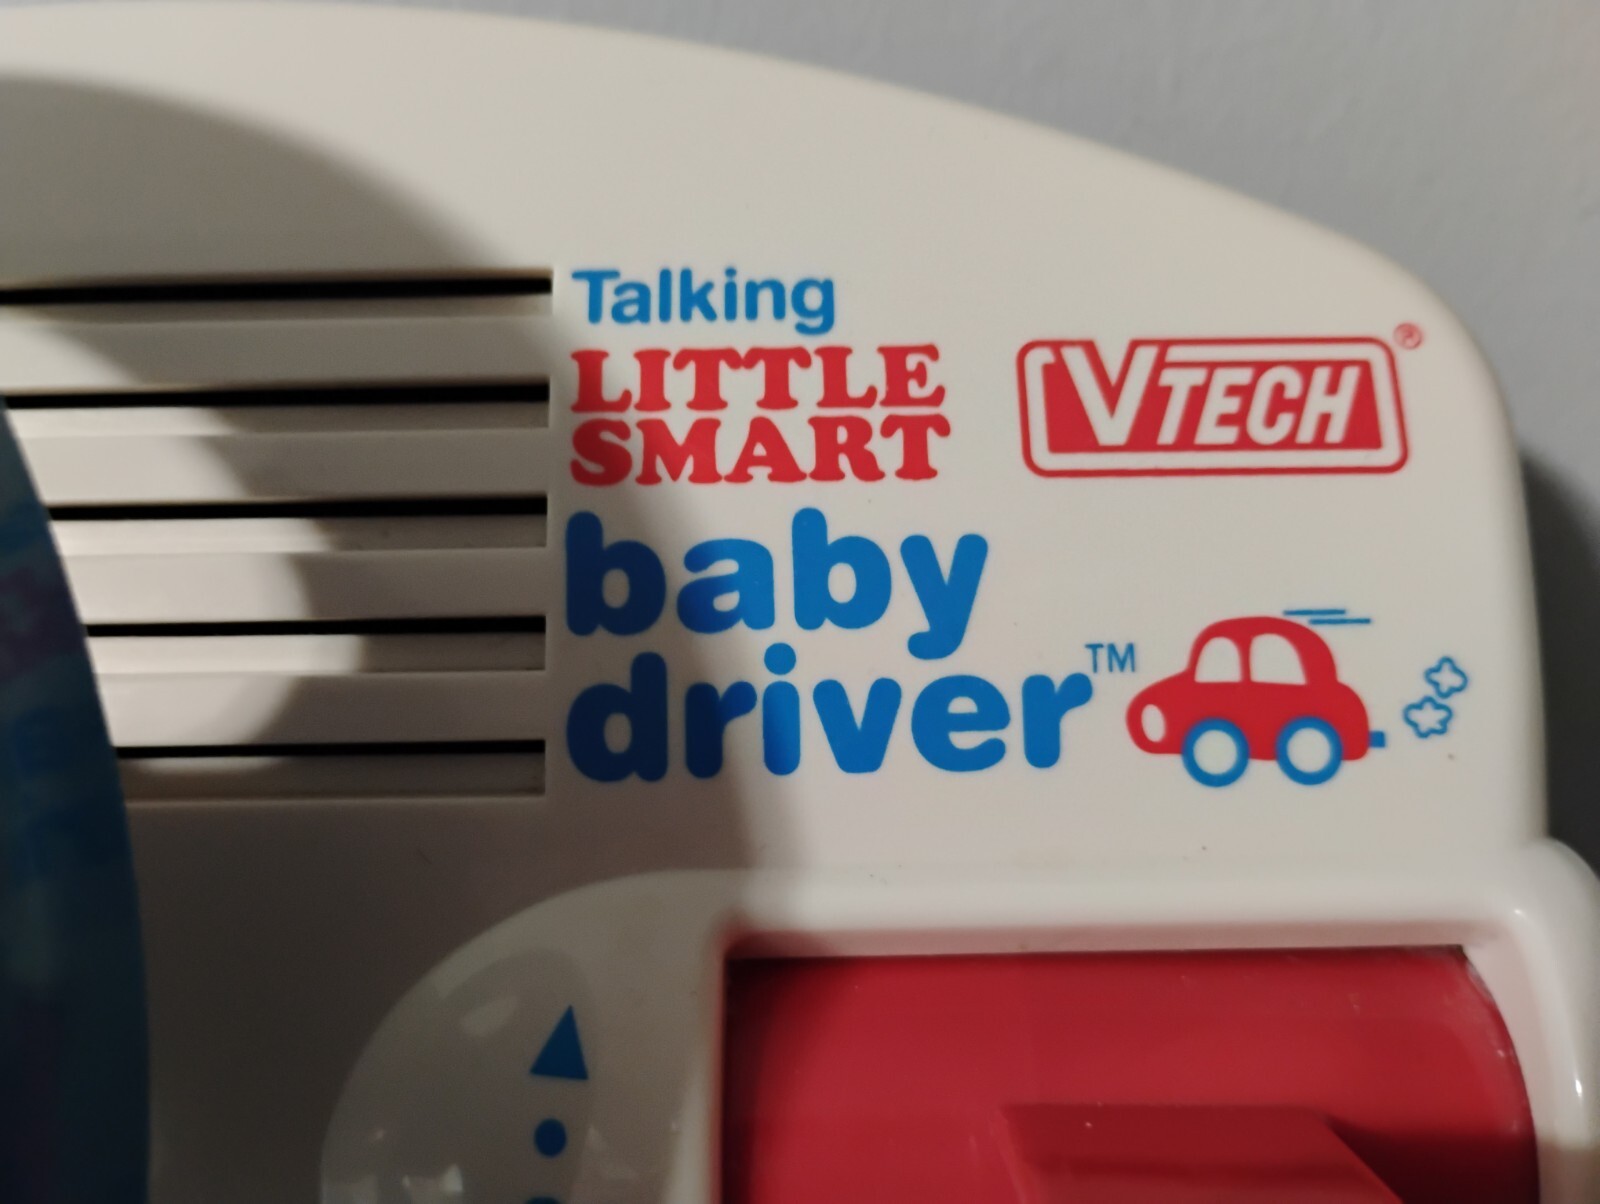 Talking
LITTLE
SMART
VTECH®
baby
driver™